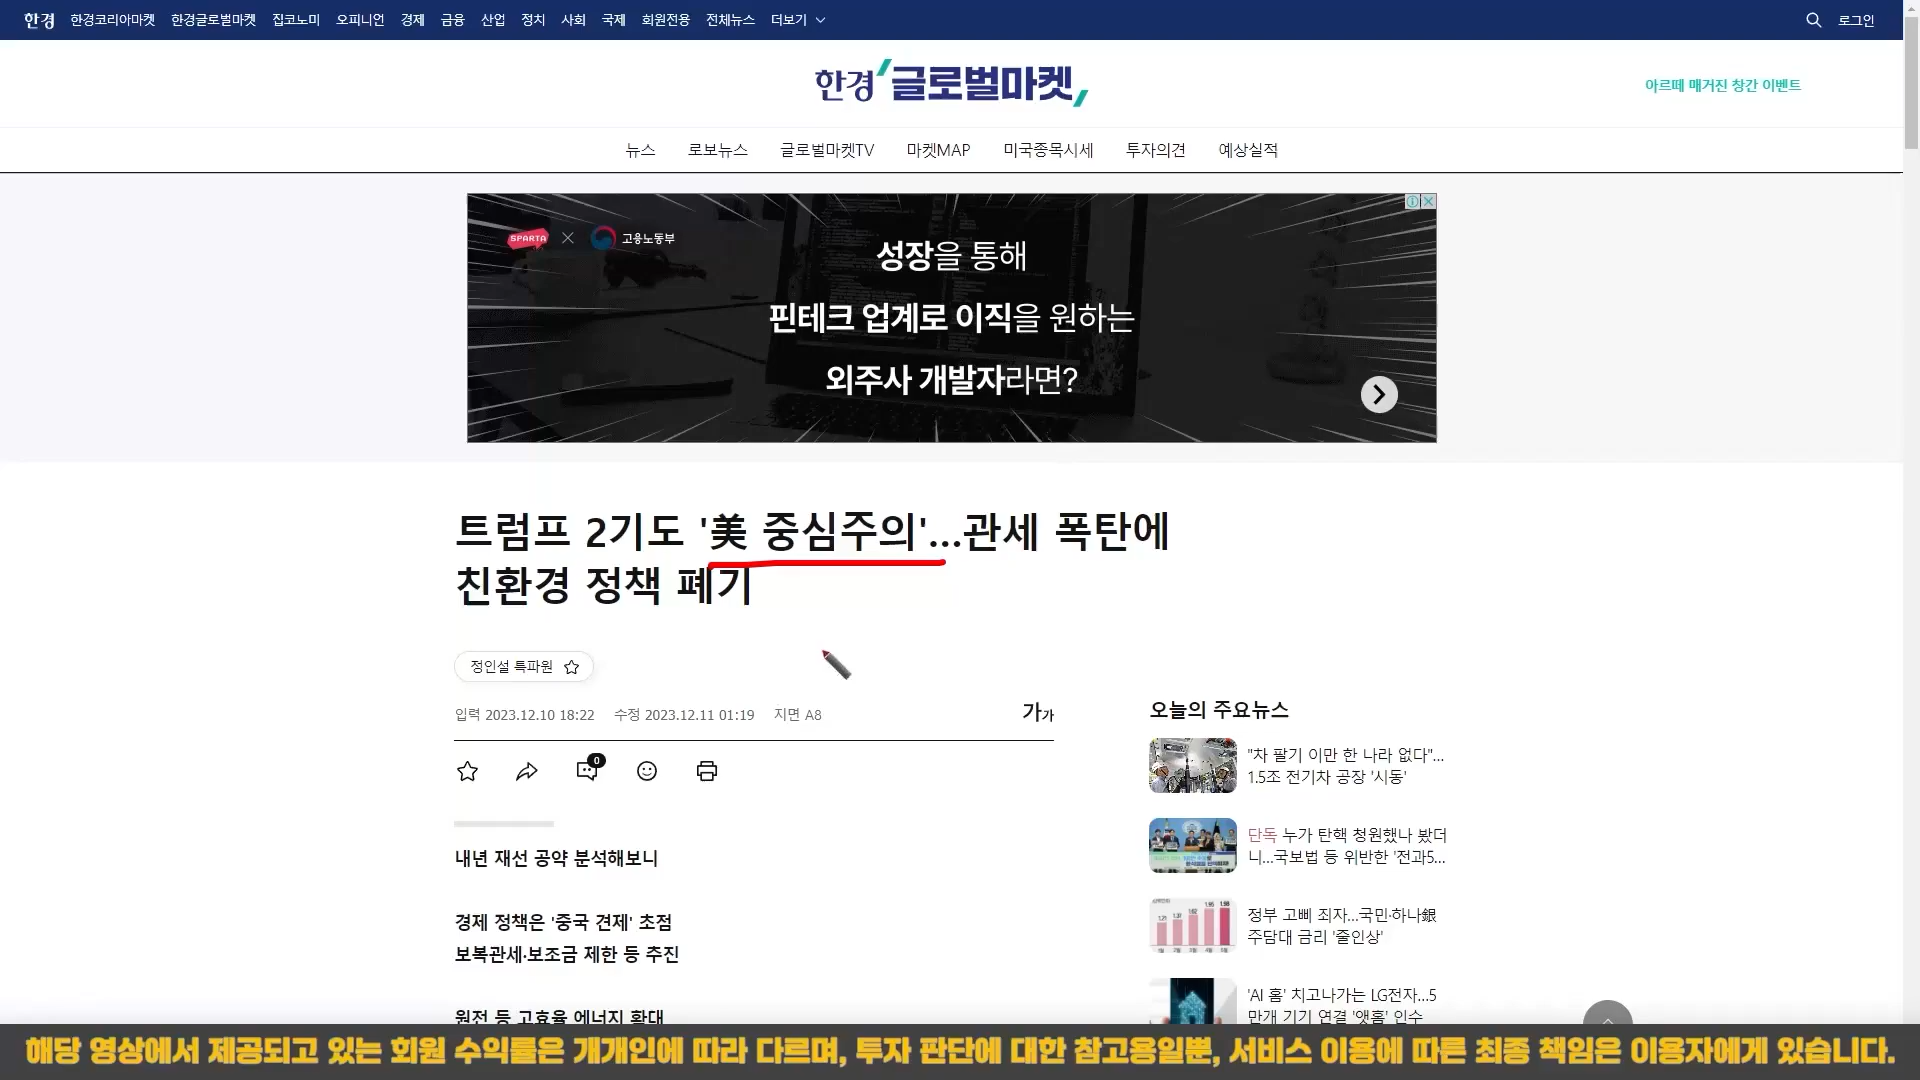 한경 한경코리아마켓 한경글로벌마켓 집코노미 오피니언 경제 금융 산업 정치 사회 국제 회원전용 전체뉴스 더보기 로그인
한경 글로벌마켓
아르떼 매거진 창간 이벤트
뉴스 로보뉴스 글로벌마켓TV 마켓MAP 미국종목시세 투자의견 예상실적
SPARTA 고용노동부
성장을 통해
핀테크 업계로 이직을 원하는
외주사 개발자라면?
트럼프 2기도 '美 중심주의'...관세 폭탄에
친환경 정책 폐기
정인설 특파원
입력 2023.12.10 18:22 수정 2023.12.11 01:19 지면 A8
가가
0
내년 재선 공약 분석해보니
경제 정책은 '중국 견제' 초점
보복관세·보조금 제한 등 추진
원전 등 고효율 에너지 확대
오늘의 주요뉴스
"차 팔기 이만 한 나라 없다"...
1.5조 전기차 공장 '시동'
단독 누가 탄핵 청원했나 봤더
니...국보법 등 위반한 '전과5...
정부 고삐 죄자...국민·하나銀
주담대 금리 '줄인상'
'AI 홈' 치고나가는 LG전자...5
만개 기기 연결 '앳홈' 인수
해당 영상에서 제공되고 있는 회원 수익률은 개개인에 따라 다르며, 투자 판단에 대한 참고용일뿐, 서비스 이용에 따른 최종 책임은 이용자에게 있습니다.